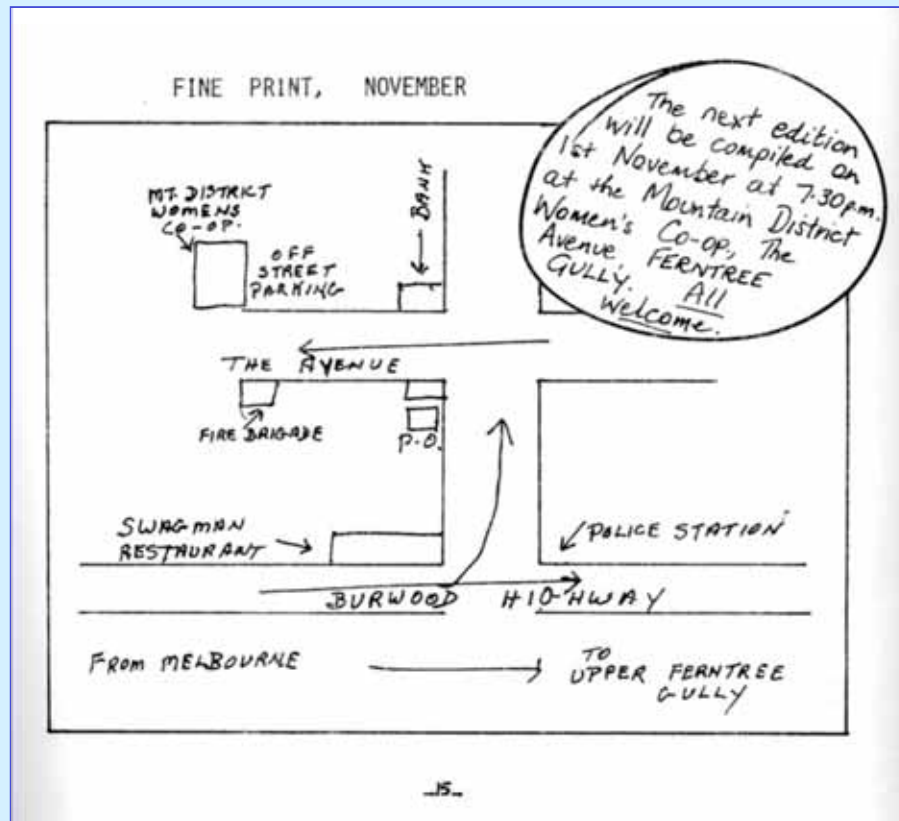 FINE PRINT, NOVEMBER
The next edition
will be compiled on
1st November at 7.30pm.
at the Mountain District
Women's Co-op., The
Avenue, FERNTREE
GULLY. All
Welcome.
MT. DISTRICT
WOMENS
CO-OP.
OFF
STREET
PARKING
BANK
THE AVENUE
FIRE BRIGADE
P.O.
SWAGMAN
RESTAURANT
POLICE STATION
BURWOOD HIGHWAY
FROM MELBOURNE
TO
UPPER FERNTREE
GULLY
-15-